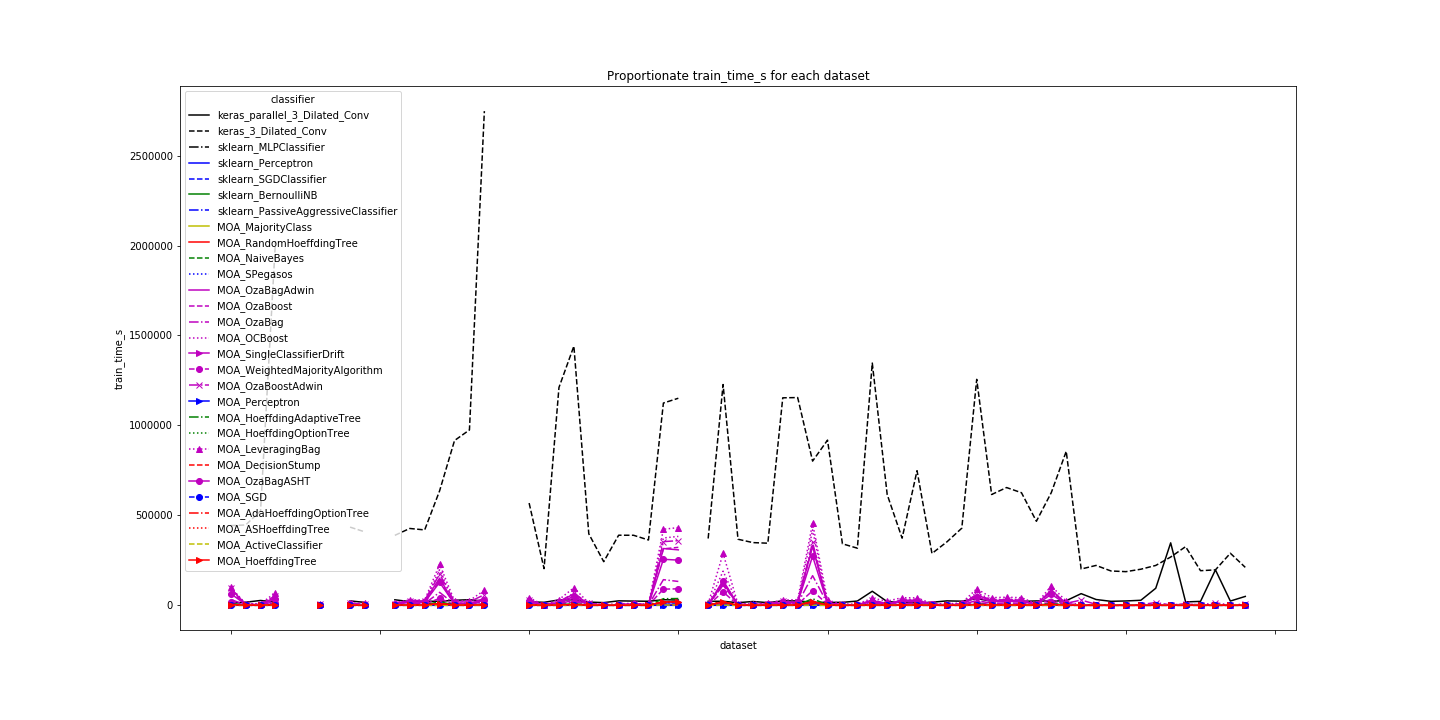 Proportionate train_time_s for each dataset
classifier
keras_parallel_3_Dilated_Conv
keras_3_Dilated_Conv
sklearn_MLPClassifier
sklearn_Perceptron
sklearn_SGDClassifier
sklearn_BernoulliNB
sklearn_PassiveAggressiveClassifier
MOA_MajorityClass
MOA_RandomHoeffdingTree
MOA_NaiveBayes
MOA_SPegasos
MOA_OzaBagAdwin
MOA_OzaBoost
MOA_OzaBag
MOA_OCBoost
MOA_SingleClassifierDrift
MOA_WeightedMajorityAlgorithm
MOA_OzaBoostAdwin
MOA_Perceptron
MOA_HoeffdingAdaptiveTree
MOA_HoeffdingOptionTree
MOA_LeveragingBag
MOA_DecisionStump
MOA_OzaBagASHT
MOA_SGD
MOA_AdaHoeffdingOptionTree
MOA_ASHoeffdingTree
MOA_ActiveClassifier
MOA_HoeffdingTree
2500000
2000000
1500000
1000000
500000
0
train_time_s
dataset